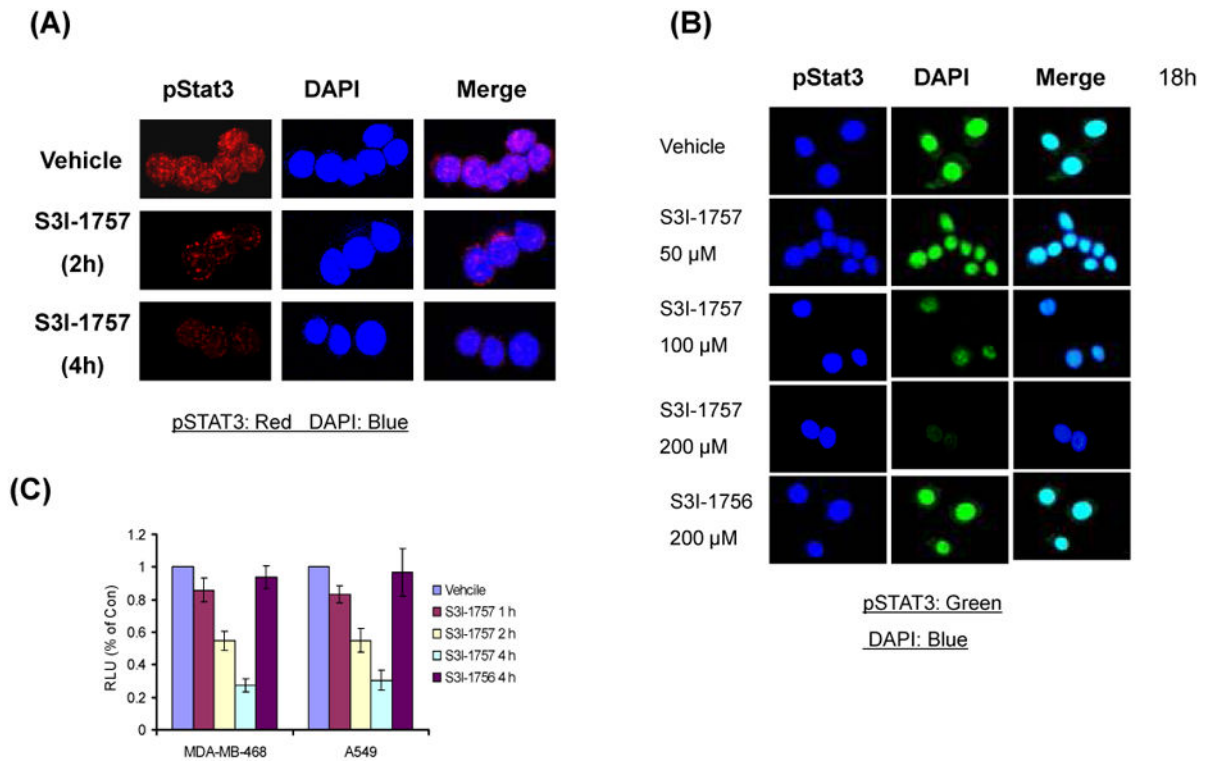 (A)
pStat3 DAPI Merge
Vehicle
S3I-1757
(2h)
S3I-1757
(4h)
pSTAT3: Red DAPI: Blue
(B)
pStat3 DAPI Merge 18h
Vehicle
S3I-1757
50 µM
S3I-1757
100 µM
S3I-1757
200 µM
S3I-1756
200 µM
pSTAT3: Green
DAPI: Blue
(C)
RLU (% of Con)
1.2
1
0.8
0.6
0.4
0.2
0
MDA-MB-468 A549
Vehcile
S3I-1757 1 h
S3I-1757 2 h
S3I-1757 4 h
S3I-1756 4 h